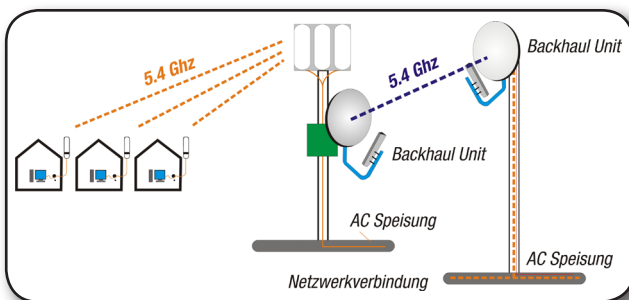 5.4 Ghz
5.4 Ghz
Backhaul Unit
Backhaul Unit
AC Speisung
AC Speisung
Netzwerkverbindung